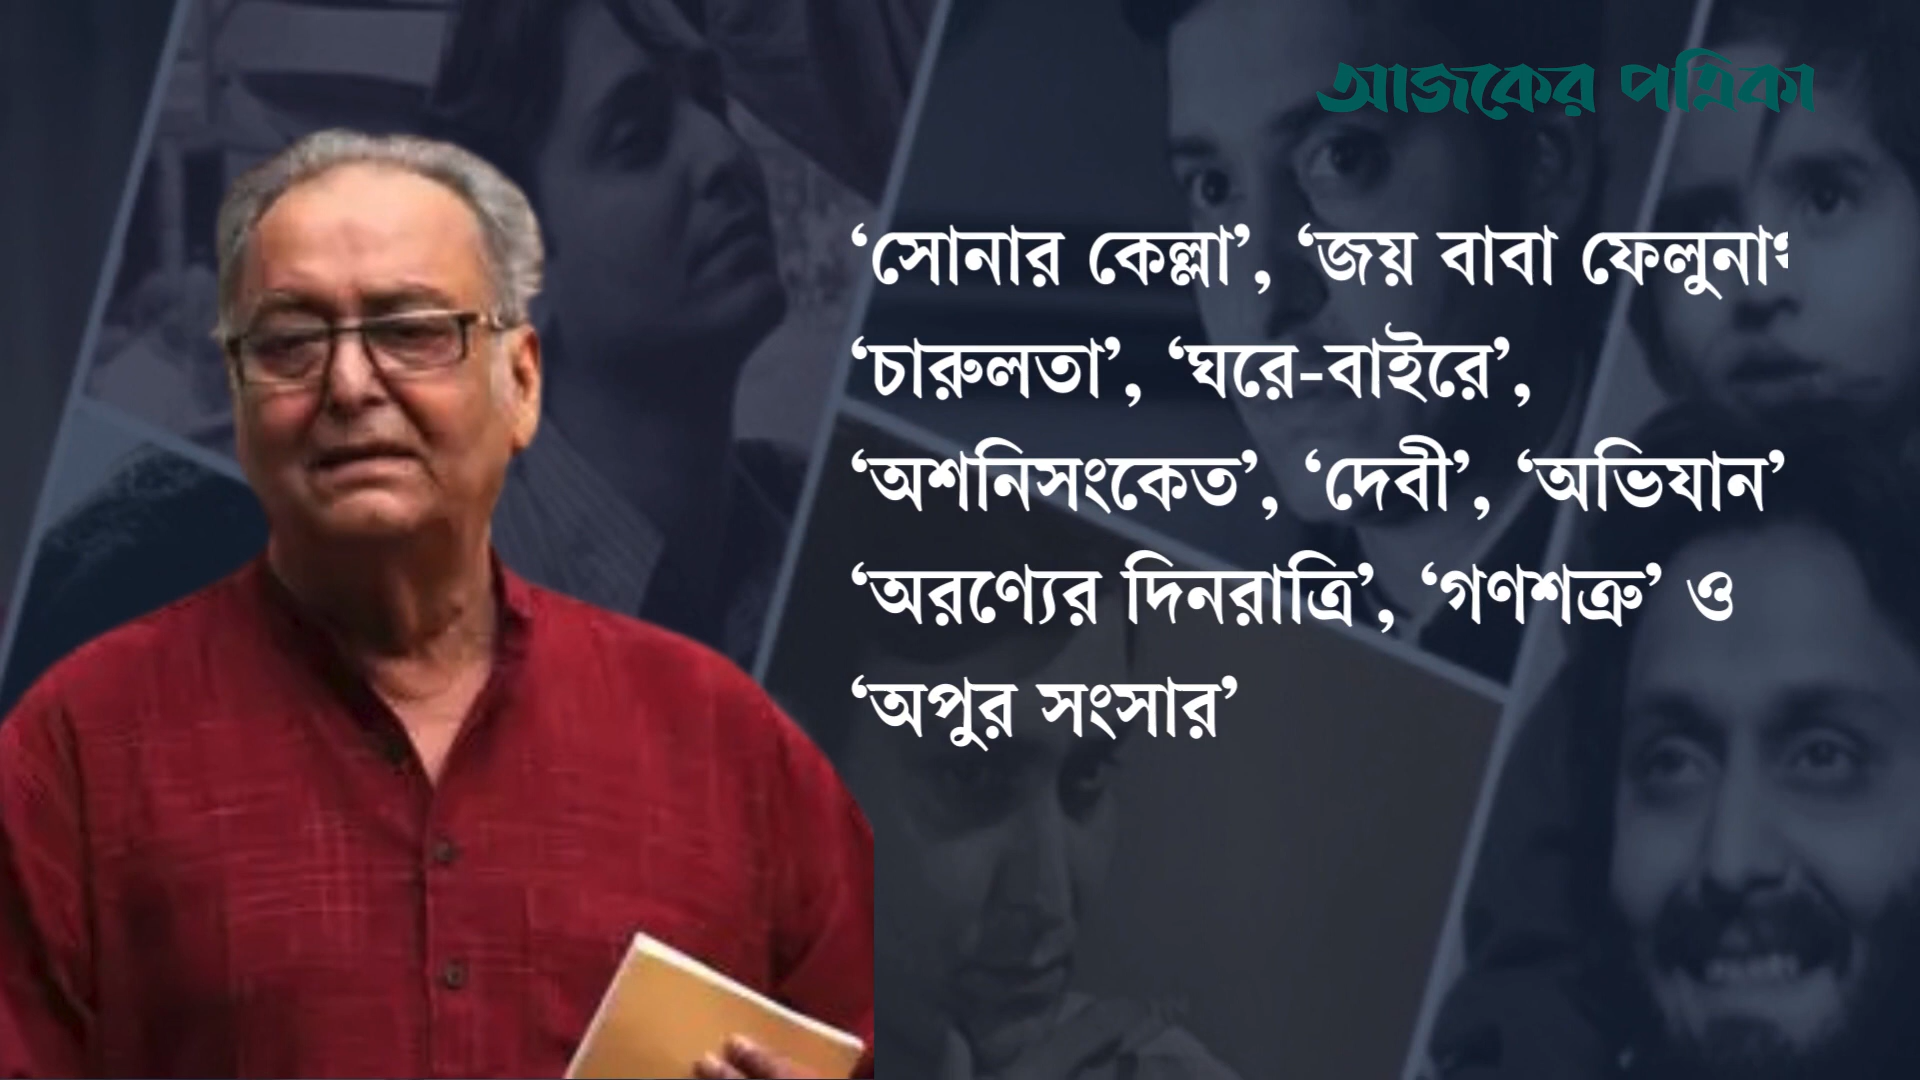 আজকের পত্রিকা
‘সোনার কেল্লা’, ‘জয় বাবা
‘চারুলতা’, ‘ঘরে-বাইরে’,
‘অশনিসংকেত’, ‘দেবী’, ‘অভিযান’
‘অরণ্যের দিনরাত্রি’, ‘গণশত্রু’ ও
‘অপুর সংসার’